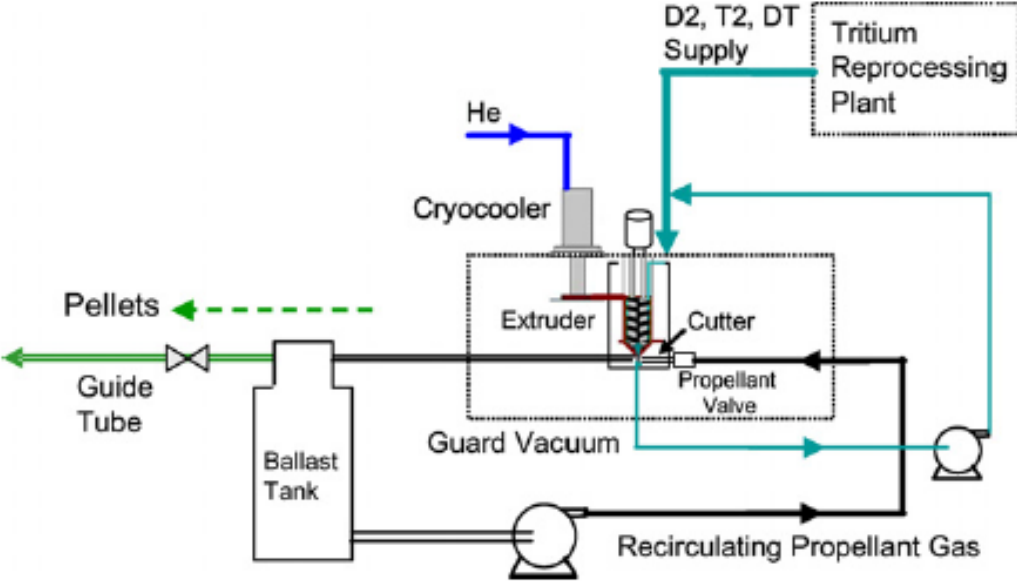 D2, T2, DT
Supply
Tritium
Reprocessing
Plant
He
Cryocooler
Pellets
Extruder
Cutter
Guide
Tube
Propellant
Valve
Guard Vacuum
Ballast
Tank
Recirculating Propellant Gas